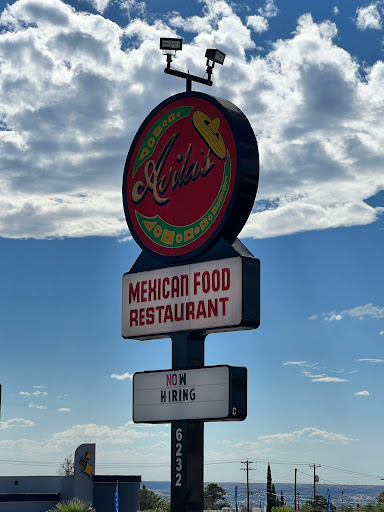 Avila's
MEXICAN FOOD
RESTAURANT
NOW
HIRING
6232